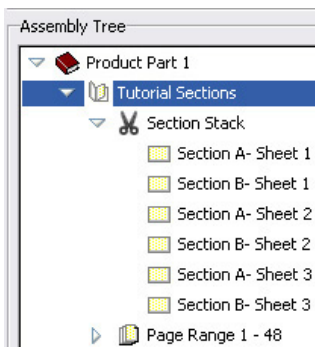 Assembly Tree
Product Part 1
Tutorial Sections
Section Stack
Section A- Sheet 1
Section B- Sheet 1
Section A- Sheet 2
Section B- Sheet 2
Section A- Sheet 3
Section B- Sheet 3
Page Range 1 - 48